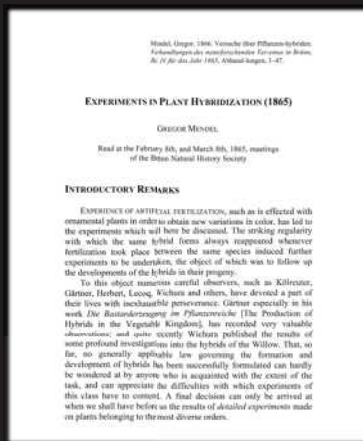 Mendel, Gregor. 1866. Versuche über Pflanzen-hybriden.
Verhandlungen des naturforschenden Vereines in Brünn,
Bd. IV für das Jahr 1865, Abhand-lungen, 3–47.
EXPERIMENTS IN PLANT HYBRIDIZATION (1865)
GREGOR MENDEL
Read at the February 8th, and March 8th, 1865, meetings
of the Brünn Natural History Society
INTRODUCTORY REMARKS
EXPERIENCE OF ARTIFICIAL FERTILIZATION, such as is effected with
ornamental plants in order to obtain new variations in color, has led to
the experiments which will here be discussed. The striking regularity
with which the same hybrid forms always reappeared whenever
fertilization took place between the same species induced further
experiments to be undertaken, the object of which was to follow up
the developments of the hybrids in their progeny.
To this object numerous careful observers, such as Kölreuter,
Gärtner, Herbert, Lecoq, Wichura and others, have devoted a part of
their lives with inexhaustible perseverance. Gärtner especially in his
work Die Bastarderzeugung im Pflanzenreiche [The Production of
Hybrids in the Vegetable Kingdom], has recorded very valuable
observations; and quite recently Wichura published the results of
some profound investigations into the hybrids of the Willow. That, so
far, no generally applicable law governing the formation and
development of hybrids has been successfully formulated can hardly
be wondered at by anyone who is acquainted with the extent of the
task, and can appreciate the difficulties with which experiments of
this class have to contend. A final decision can only be arrived at
when we shall have before us the results of detailed experiments made
on plants belonging to the most diverse orders.